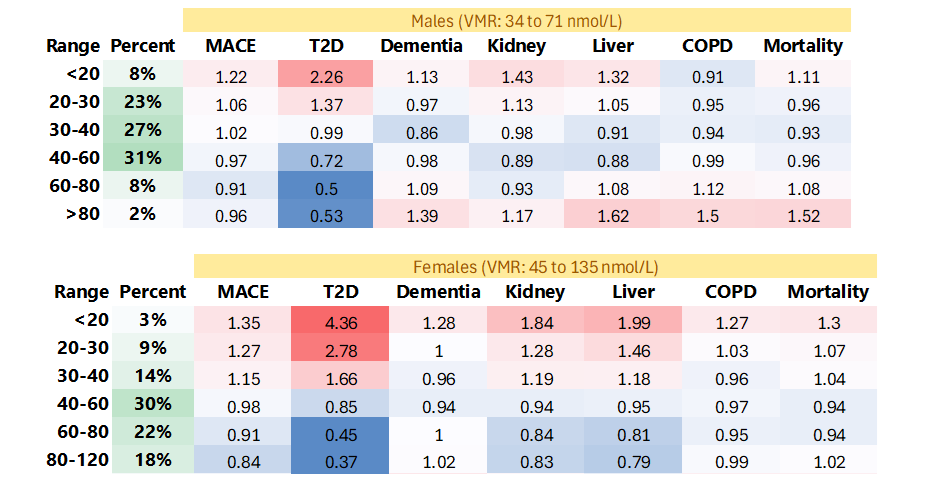 Males (VMR: 34 to 71 nmol/L)
Range Percent MACE T2D Dementia Kidney Liver COPD Mortality
<20 8% 1.22 2.26 1.13 1.43 1.32 0.91 1.11
20-30 23% 1.06 1.37 0.97 1.13 1.05 0.95 0.96
30-40 27% 1.02 0.99 0.86 0.98 0.91 0.94 0.93
40-60 31% 0.97 0.72 0.98 0.89 0.88 0.99 0.96
60-80 8% 0.91 0.5 1.09 0.93 1.08 1.12 1.08
>80 2% 0.96 0.53 1.39 1.17 1.62 1.5 1.52
Females (VMR: 45 to 135 nmol/L)
Range Percent MACE T2D Dementia Kidney Liver COPD Mortality
<20 3% 1.35 4.36 1.28 1.84 1.99 1.27 1.3
20-30 9% 1.27 2.78 1 1.28 1.46 1.03 1.07
30-40 14% 1.15 1.66 0.96 1.19 1.18 0.96 1.04
40-60 30% 0.98 0.85 0.94 0.94 0.95 0.97 0.94
60-80 22% 0.91 0.45 1 0.84 0.81 0.95 0.94
80-120 18% 0.84 0.37 1.02 0.83 0.79 0.99 1.02